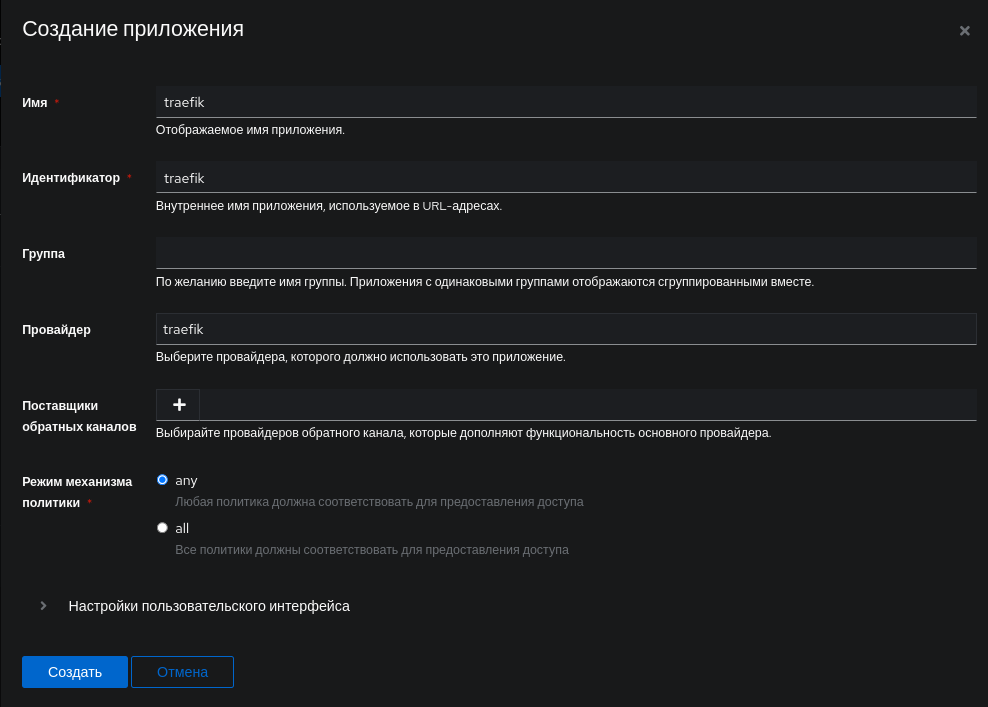 Создание приложения
Имя *
traefik
Отображаемое имя приложения.
Идентификатор *
traefik
Внутреннее имя приложения, используемое в URL-адресах.
Группа
По желанию введите имя группы. Приложения с одинаковыми группами отображаются сгруппированными вместе.
Провайдер
traefik
Выберите провайдера, которого должно использовать это приложение.
Поставщики
обратных каналов
Выбирайте провайдеров обратного канала, которые дополняют функциональность основного провайдера.
Режим механизма
политики *
any
Любая политика должна соответствовать для предоставления доступа
all
Все политики должны соответствовать для предоставления доступа
Настройки пользовательского интерфейса
Создать
Отмена